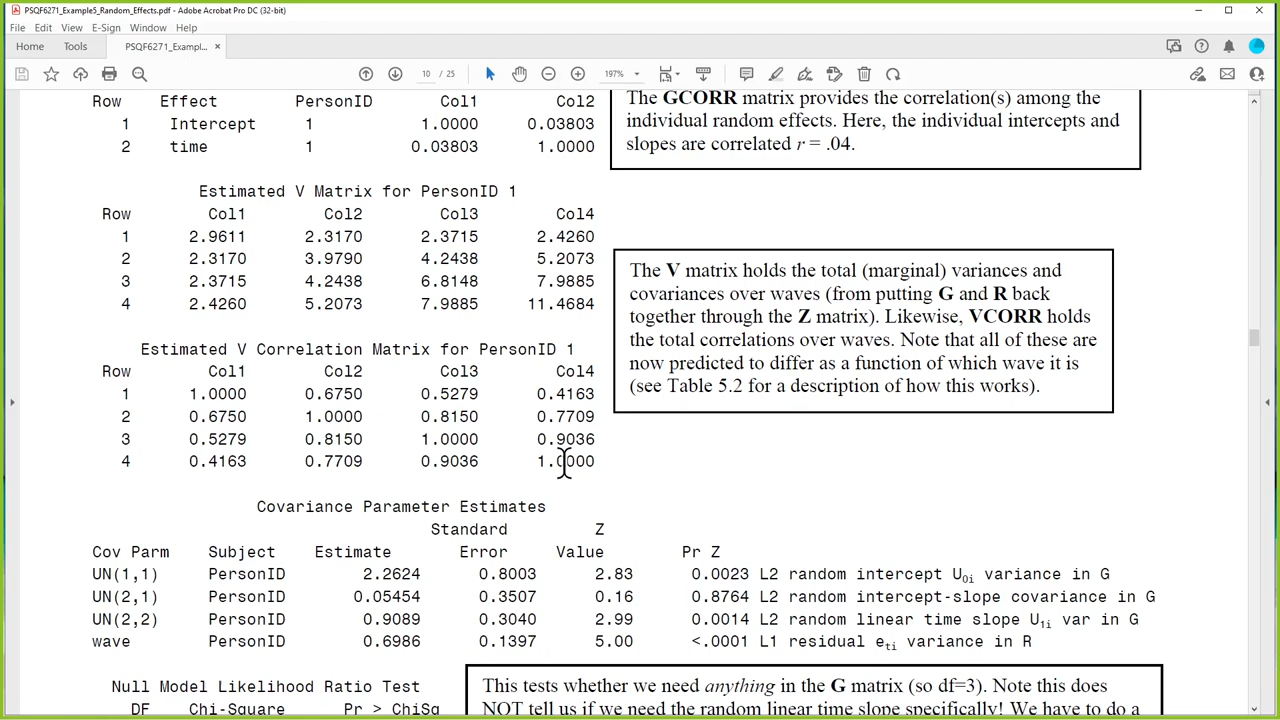 PSQF6271_Example5_Random_Effects.pdf - Adobe Acrobat Pro DC (32-bit)
File Edit View E-Sign Window Help
Home Tools PSQF6271_Exampl... ×
10 / 25 197%
Row Effect PersonID Col1 Col2
1 Intercept 1 1.0000 0.03803
2 time 1 0.03803 1.0000
The GCORR matrix provides the correlation(s) among the
individual random effects. Here, the individual intercepts and
slopes are correlated r = .04.
Estimated V Matrix for PersonID 1
Row Col1 Col2 Col3 Col4
1 2.9611 2.3170 2.3715 2.4260
2 2.3170 3.9790 4.2438 5.2073
3 2.3715 4.2438 6.8148 7.9885
4 2.4260 5.2073 7.9885 11.4684
The V matrix holds the total (marginal) variances and
covariances over waves (from putting G and R back
together through the Z matrix). Likewise, VCORR holds
the total correlations over waves. Note that all of these are
now predicted to differ as a function of which wave it is
(see Table 5.2 for a description of how this works).
Estimated V Correlation Matrix for PersonID 1
Row Col1 Col2 Col3 Col4
1 1.0000 0.6750 0.5279 0.4163
2 0.6750 1.0000 0.8150 0.7709
3 0.5279 0.8150 1.0000 0.9036
4 0.4163 0.7709 0.9036 1.0000
Covariance Parameter Estimates
Standard Z
Cov Parm Subject Estimate Error Value Pr Z
UN(1,1) PersonID 2.2624 0.8003 2.83 0.0023 L2 random intercept U0i variance in G
UN(2,1) PersonID 0.05454 0.3507 0.16 0.8764 L2 random intercept-slope covariance in G
UN(2,2) PersonID 0.9089 0.3040 2.99 0.0014 L2 random linear time slope U1i var in G
wave PersonID 0.6986 0.1397 5.00 <.0001 L1 residual eti variance in R
Null Model Likelihood Ratio Test
DF Chi-Square Pr > ChiSq
This tests whether we need anything in the G matrix (so df=3). Note this does
NOT tell us if we need the random linear time slope specifically! We have to do a